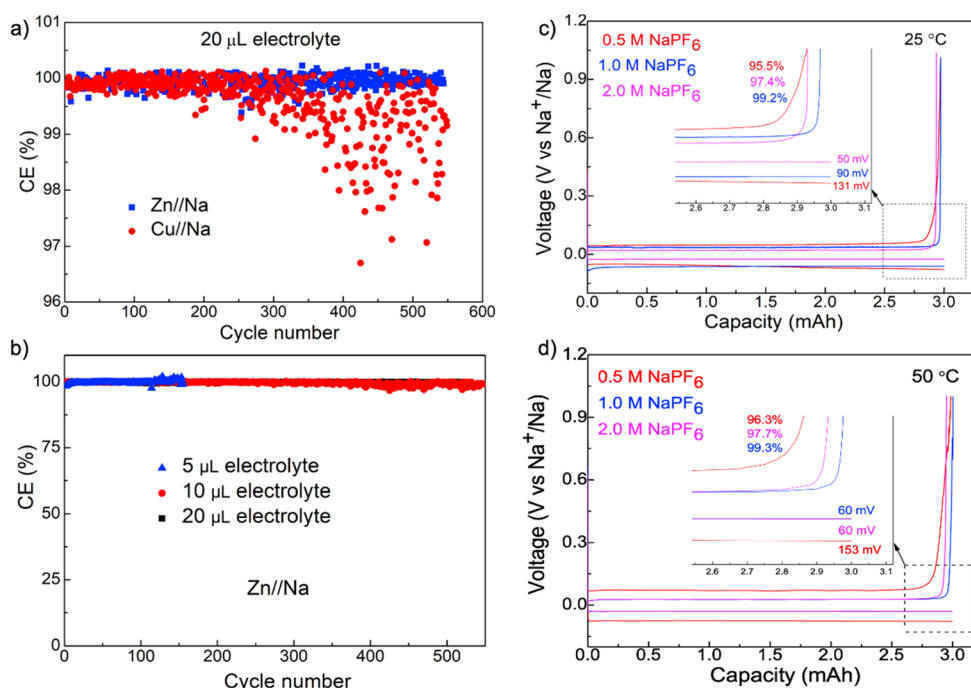 a)
20 μL electrolyte
CE (%)
101
100
99
98
97
96
Zn//Na
Cu//Na
0 100 200 300 400 500 600
Cycle number
b)
CE (%)
100
75
50
25
0
5 μL electrolyte
10 μL electrolyte
20 μL electrolyte
Zn//Na
0 100 200 300 400 500
Cycle number
c)
Voltage (V vs Na⁺/Na)
1.2
0.9
0.6
0.3
0.0
0.5 M NaPF₆
1.0 M NaPF₆
2.0 M NaPF₆
25 °C
95.5%
97.4%
99.2%
50 mV
90 mV
131 mV
2.6 2.7 2.8 2.9 3.0 3.1
0.0 0.5 1.0 1.5 2.0 2.5 3.0
Capacity (mAh)
d)
Voltage (V vs Na⁺/Na)
1.2
0.9
0.6
0.3
0.0
0.5 M NaPF₆
1.0 M NaPF₆
2.0 M NaPF₆
50 °C
96.3%
97.7%
99.3%
60 mV
60 mV
153 mV
2.6 2.7 2.8 2.9 3.0 3.1
0.0 0.5 1.0 1.5 2.0 2.5 3.0
Capacity (mAh)